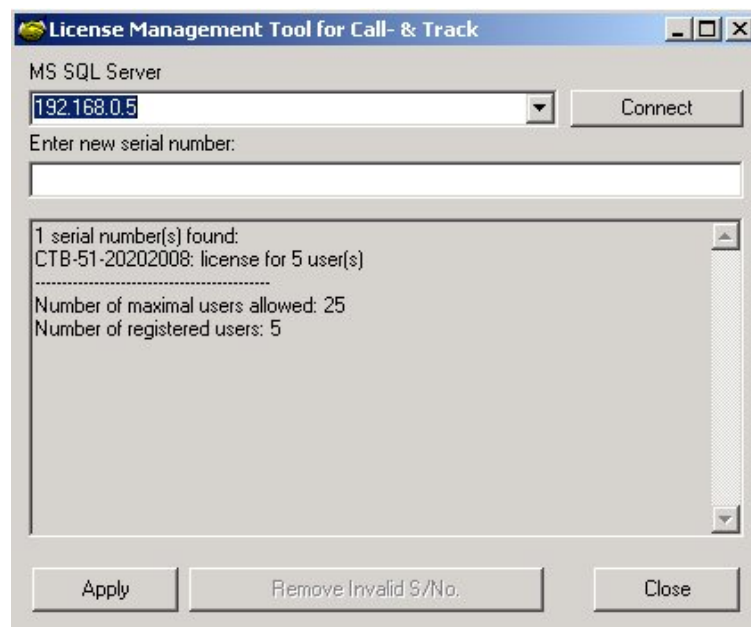 License Management Tool for Call- & Track
MS SQL Server
192.168.0.5
Connect
Enter new serial number:
1 serial number(s) found:
CTB-51-20202008: license for 5 user(s)
--------------------------------------------
Number of maximal users allowed: 25
Number of registered users: 5
Apply
Remove Invalid S/No.
Close